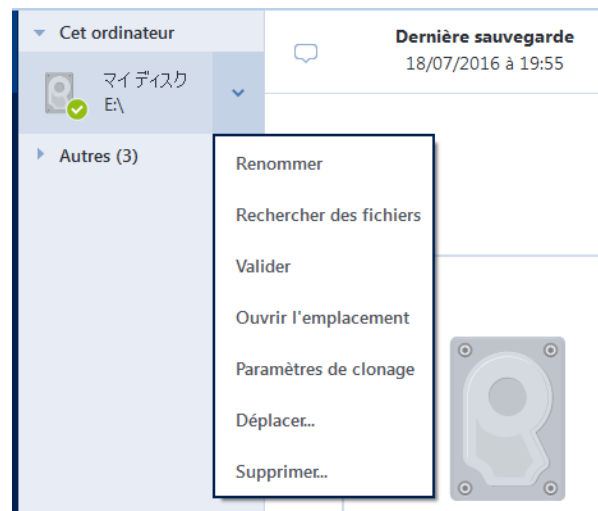 Cet ordinateur
マイ ディスク
E:\
Autres (3)
Dernière sauvegarde
18/07/2016 à 19:55
Renommer
Rechercher des fichiers
Valider
Ouvrir l'emplacement
Paramètres de clonage
Déplacer...
Supprimer...